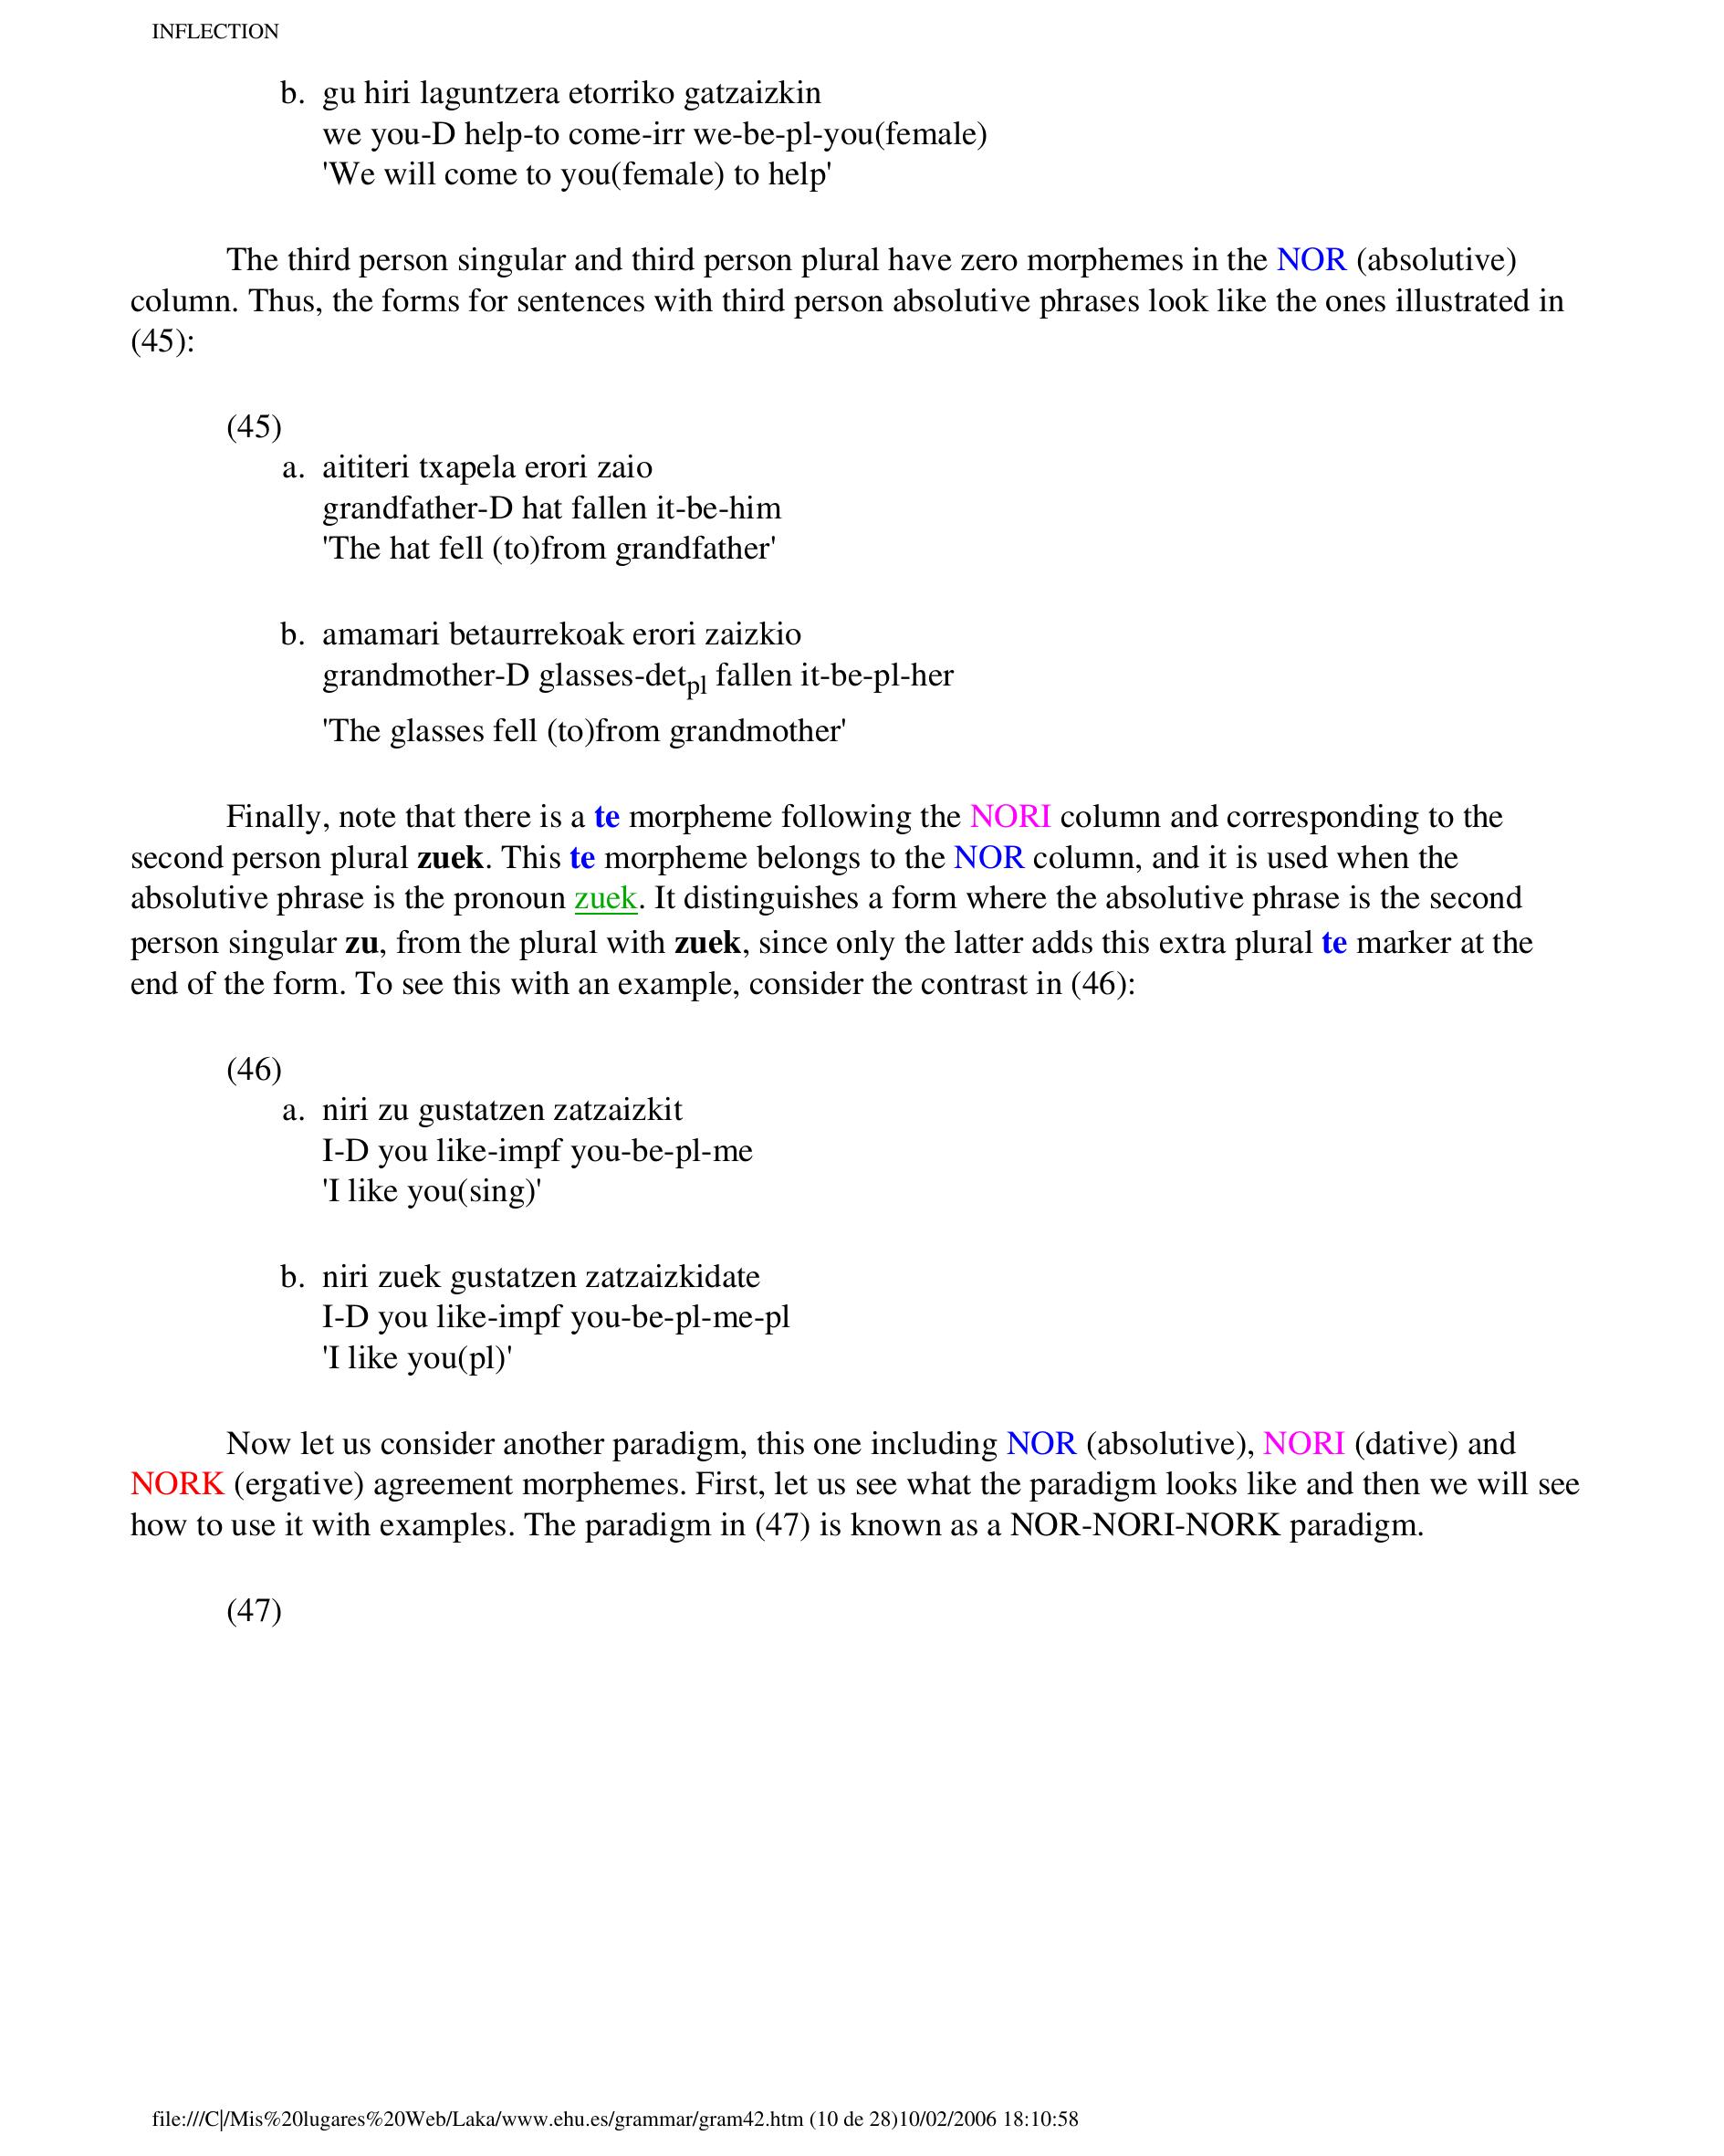 INFLECTION
b. gu hiri laguntzera etorriko gatzaizkin
we you-D help-to come-irr we-be-pl-you(female)
'We will come to you(female) to help'
The third person singular and third person plural have zero morphemes in the NOR (absolutive)
column. Thus, the forms for sentences with third person absolutive phrases look like the ones illustrated in
(45):
(45)
a. aititeri txapela erori zaio
grandfather-D hat fallen it-be-him
'The hat fell (to)from grandfather'
b. amamari betaurrekoak erori zaizkio
grandmother-D glasses-detpl fallen it-be-pl-her
'The glasses fell (to)from grandmother'
Finally, note that there is a te morpheme following the NORI column and corresponding to the
second person plural zuek. This te morpheme belongs to the NOR column, and it is used when the
absolutive phrase is the pronoun zuek. It distinguishes a form where the absolutive phrase is the second
person singular zu, from the plural with zuek, since only the latter adds this extra plural te marker at the
end of the form. To see this with an example, consider the contrast in (46):
(46)
a. niri zu gustatzen zatzaizkit
I-D you like-impf you-be-pl-me
'I like you(sing)'
b. niri zuek gustatzen zatzaizkidate
I-D you like-impf you-be-pl-me-pl
'I like you(pl)'
Now let us consider another paradigm, this one including NOR (absolutive), NORI (dative) and
NORK (ergative) agreement morphemes. First, let us see what the paradigm looks like and then we will see
how to use it with examples. The paradigm in (47) is known as a NOR-NORI-NORK paradigm.
(47)
file:///C|/Mis%20lugares%20Web/Laka/www.ehu.es/grammar/gram42.htm (10 de 28)10/02/2006 18:10:58